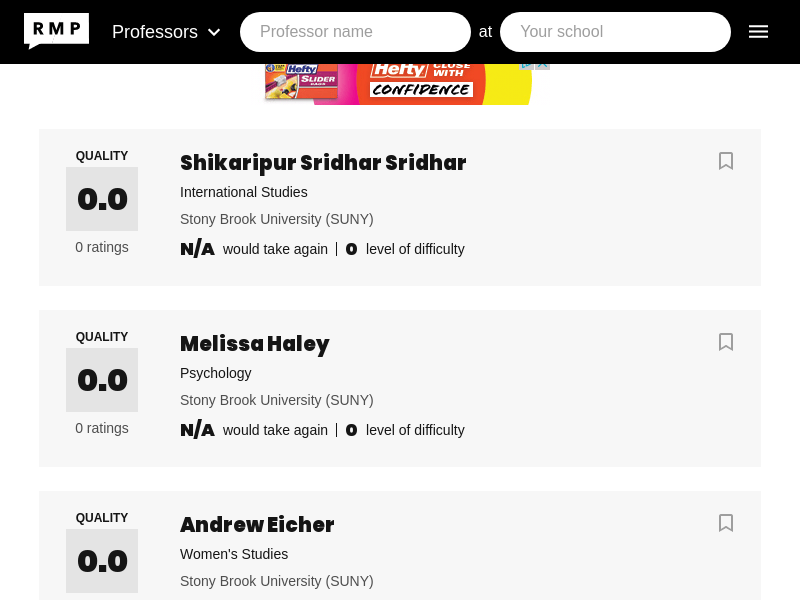 RMP
Professors
Professor name
at
Your school
Hefty
SLIDER
Hefty
CLOSE
WITH
CONFIDENCE
QUALITY
0.0
0 ratings
Shikaripur Sridhar Sridhar
International Studies
Stony Brook University (SUNY)
N/A would take again | 0 level of difficulty
QUALITY
0.0
0 ratings
Melissa Haley
Psychology
Stony Brook University (SUNY)
N/A would take again | 0 level of difficulty
QUALITY
0.0
Andrew Eicher
Women's Studies
Stony Brook University (SUNY)